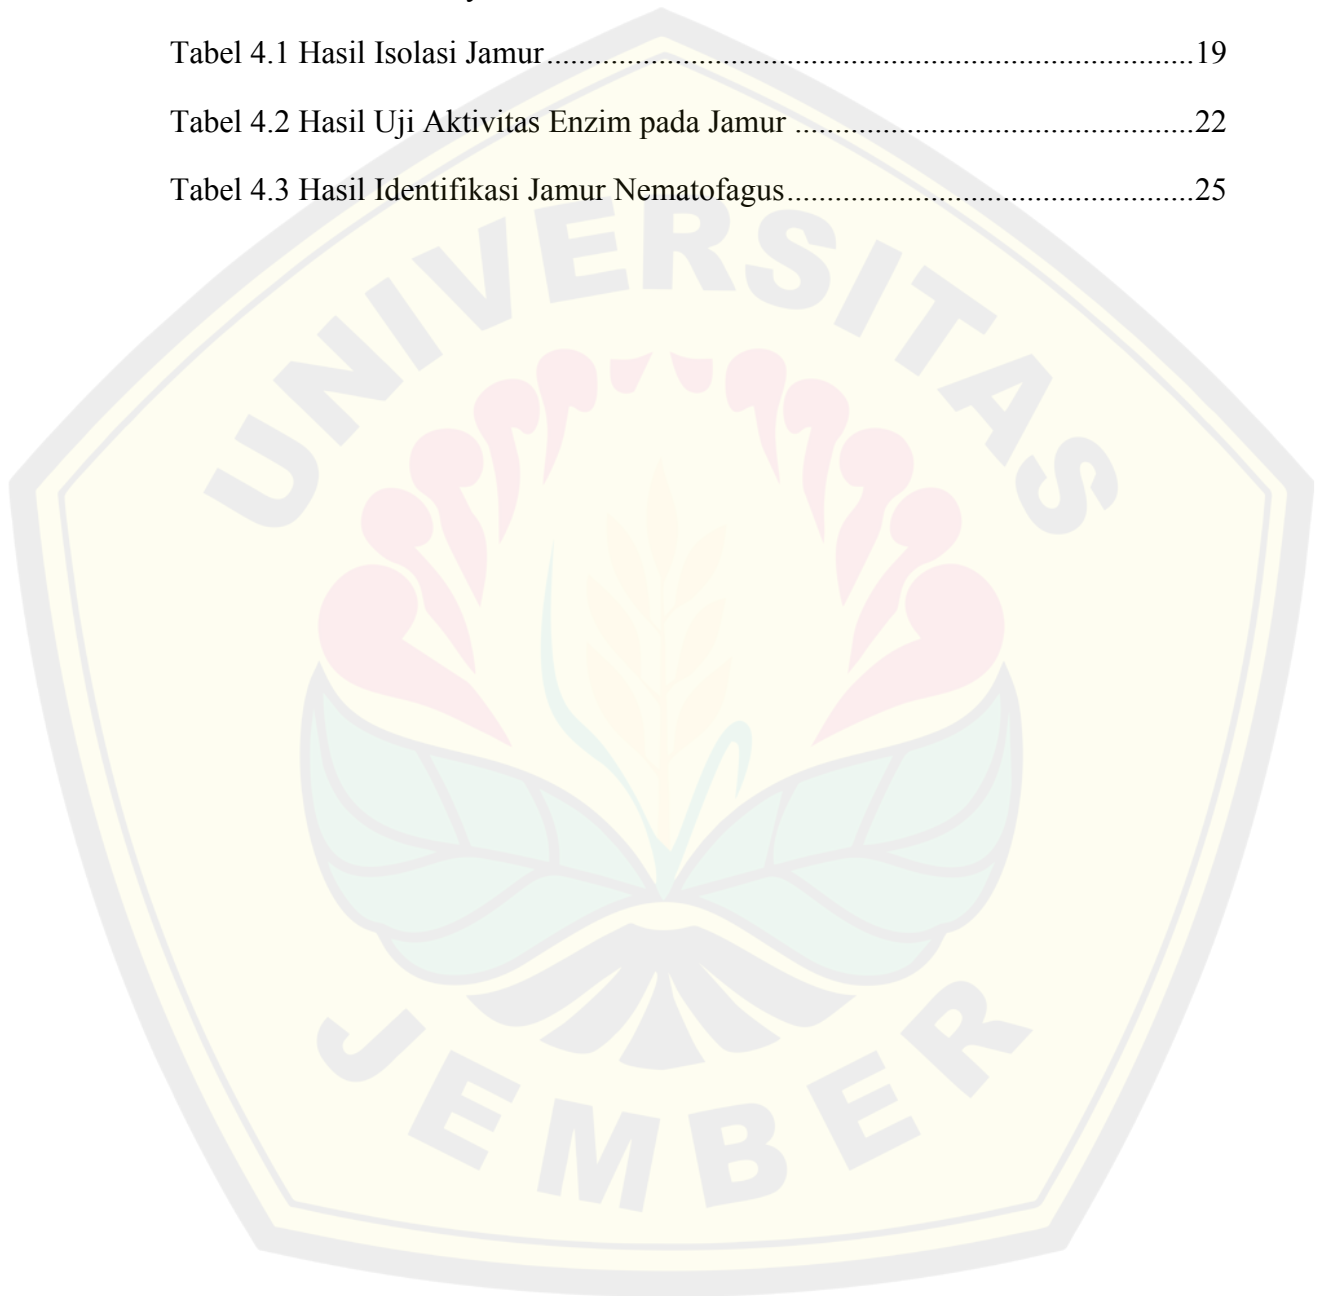 Tabel 4.1 Hasil Isolasi Jamur.................................................................................19
Tabel 4.2 Hasil Uji Aktivitas Enzim pada Jamur ..................................................22
Tabel 4.3 Hasil Identifikasi Jamur Nematofagus...................................................25
UNIVERSITAS
JEMBER